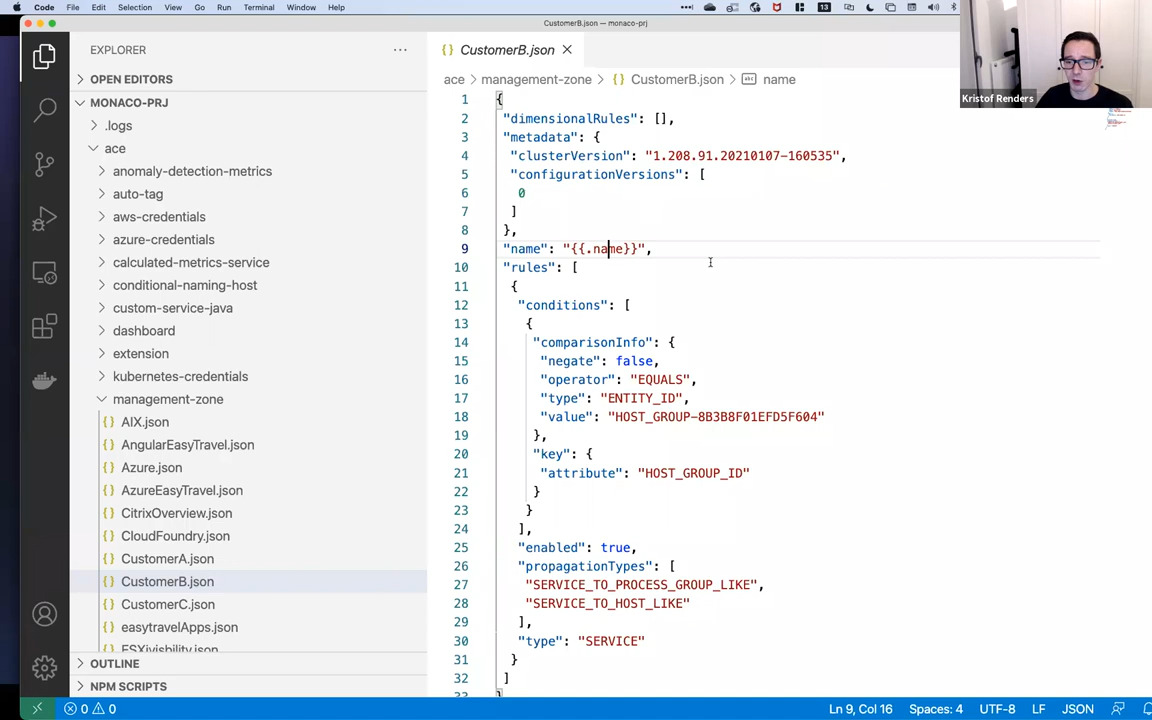 Code File Edit Selection View Go Run Terminal Window Help
13
CustomerB.json — monaco-prj
Kristof Renders
EXPLORER
CustomerB.json
OPEN EDITORS
ace management-zone CustomerB.json name
MONACO-PRJ
.logs
ace
anomaly-detection-metrics
auto-tag
aws-credentials
azure-credentials
calculated-metrics-service
conditional-naming-host
custom-service-java
dashboard
extension
kubernetes-credentials
management-zone
AIX.json
AngularEasyTravel.json
Azure.json
AzureEasyTravel.json
CitrixOverview.json
CloudFoundry.json
CustomerA.json
CustomerB.json
CustomerC.json
easytravelApps.json
ESXivisbility.json
OUTLINE
NPM SCRIPTS
1 {
2 "dimensionalRules": [],
3 "metadata": {
4 "clusterVersion": "1.208.91.20210107-160535",
5 "configurationVersions": [
6 0
7 ]
8 },
9 "name": "{{.name}}",
10 "rules": [
11 {
12 "conditions": [
13 {
14 "comparisonInfo": {
15 "negate": false,
16 "operator": "EQUALS",
17 "type": "ENTITY_ID",
18 "value": "HOST_GROUP-8B3B8F01EFD5F604"
19 },
20 "key": {
21 "attribute": "HOST_GROUP_ID"
22 }
23 }
24 ],
25 "enabled": true,
26 "propagationTypes": [
27 "SERVICE_TO_PROCESS_GROUP_LIKE",
28 "SERVICE_TO_HOST_LIKE"
29 ],
30 "type": "SERVICE"
31 }
32 ]
33 }
0 0
Ln 9, Col 16 Spaces: 4 UTF-8 LF JSON